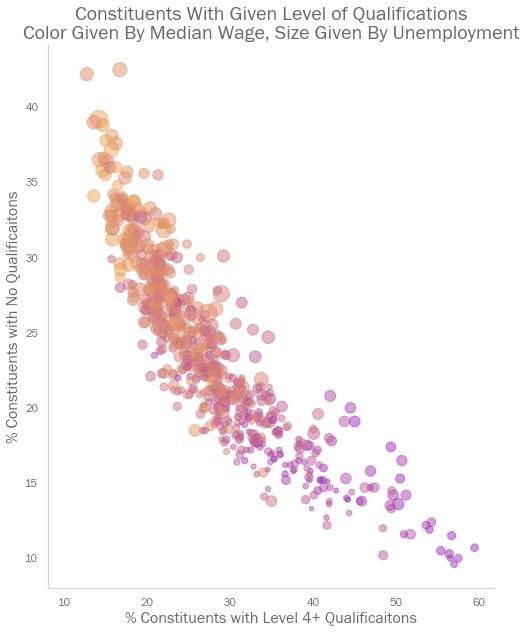 Constituents With Given Level of Qualifications
Color Given By Median Wage, Size Given By Unemployment
% Constituents with No Qualificaitons
40
35
30
25
20
15
10
10 20 30 40 50 60
% Constituents with Level 4+ Qualificaitons